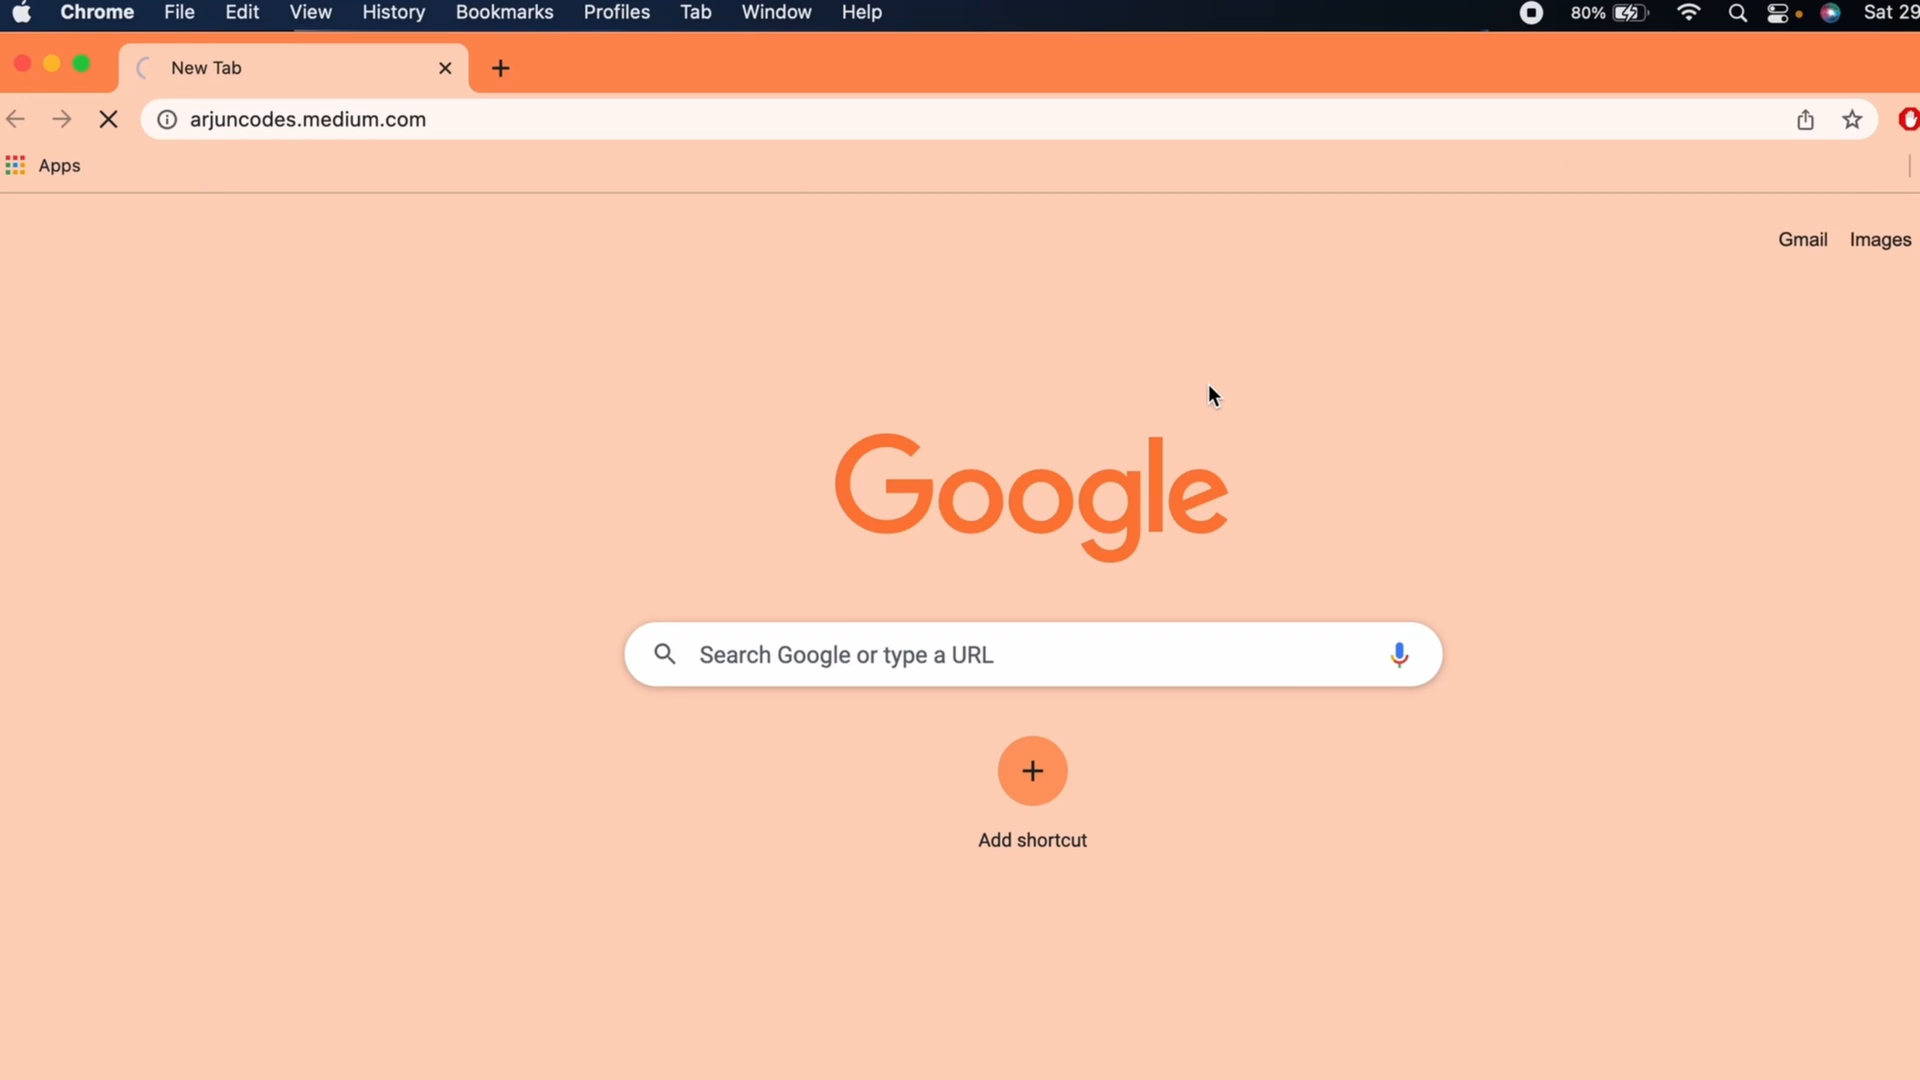 Chrome File Edit View History Bookmarks Profiles Tab Window Help 80% Sat 29
New Tab
arjuncodes.medium.com
Apps
Gmail Images
Google
Search Google or type a URL
Add shortcut